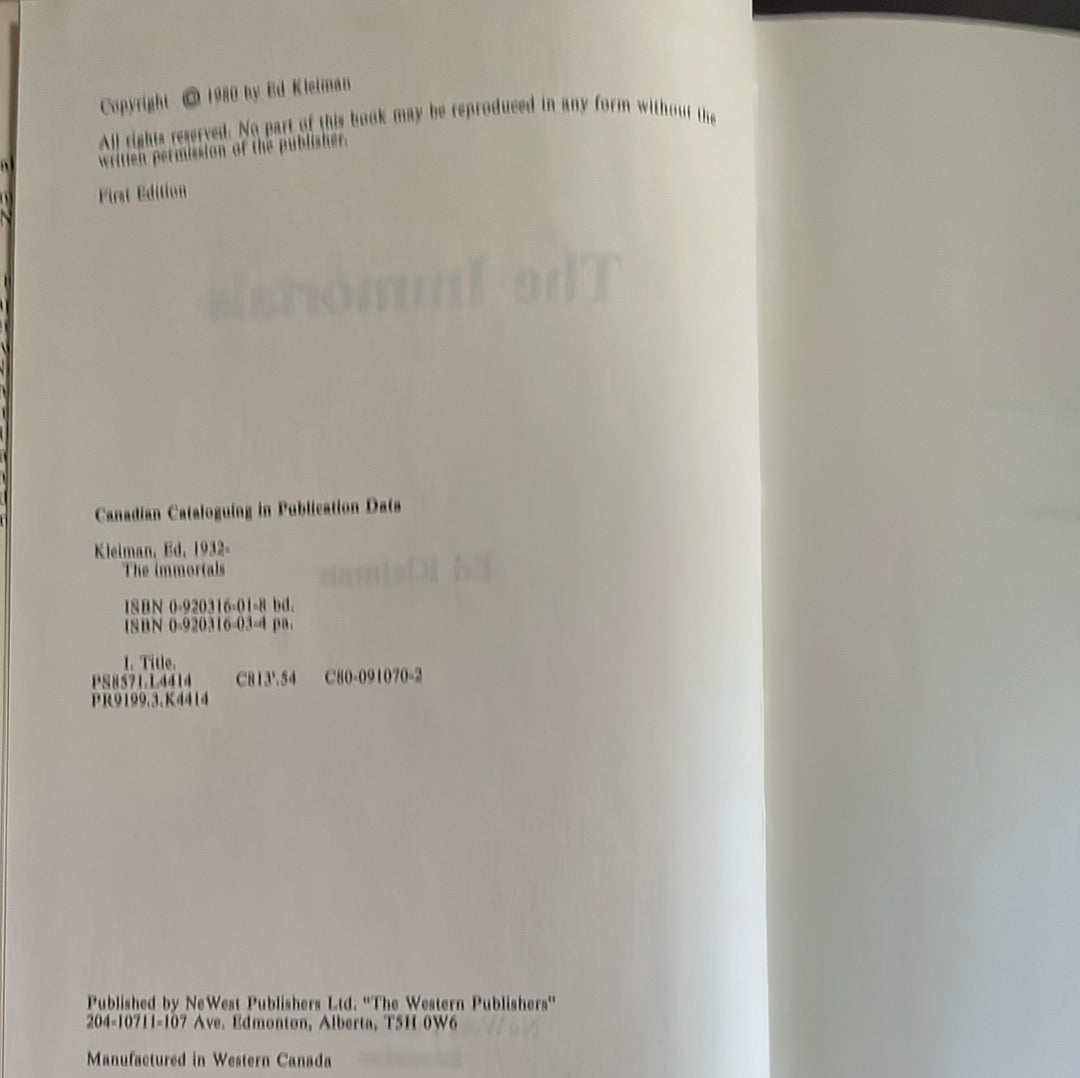 Copyright © 1980 by Ed Kleiman
All rights reserved. No part of this book may be reproduced in any form without the
written permission of the publisher.
First Edition
The Immortals
Canadian Cataloguing in Publication Data
Kleiman, Ed, 1932-
The immortals
Ed Kleiman
ISBN 0-920316-01-8 bd.
ISBN 0-920316-03-4 pa.
I. Title.
PS8571.L4414 C813'.54 C80-091070-2
PR9199.3.K4414
Published by NeWest Publishers Ltd. "The Western Publishers"
204-10711-107 Ave. Edmonton, Alberta, T5H 0W6
Manufactured in Western Canada